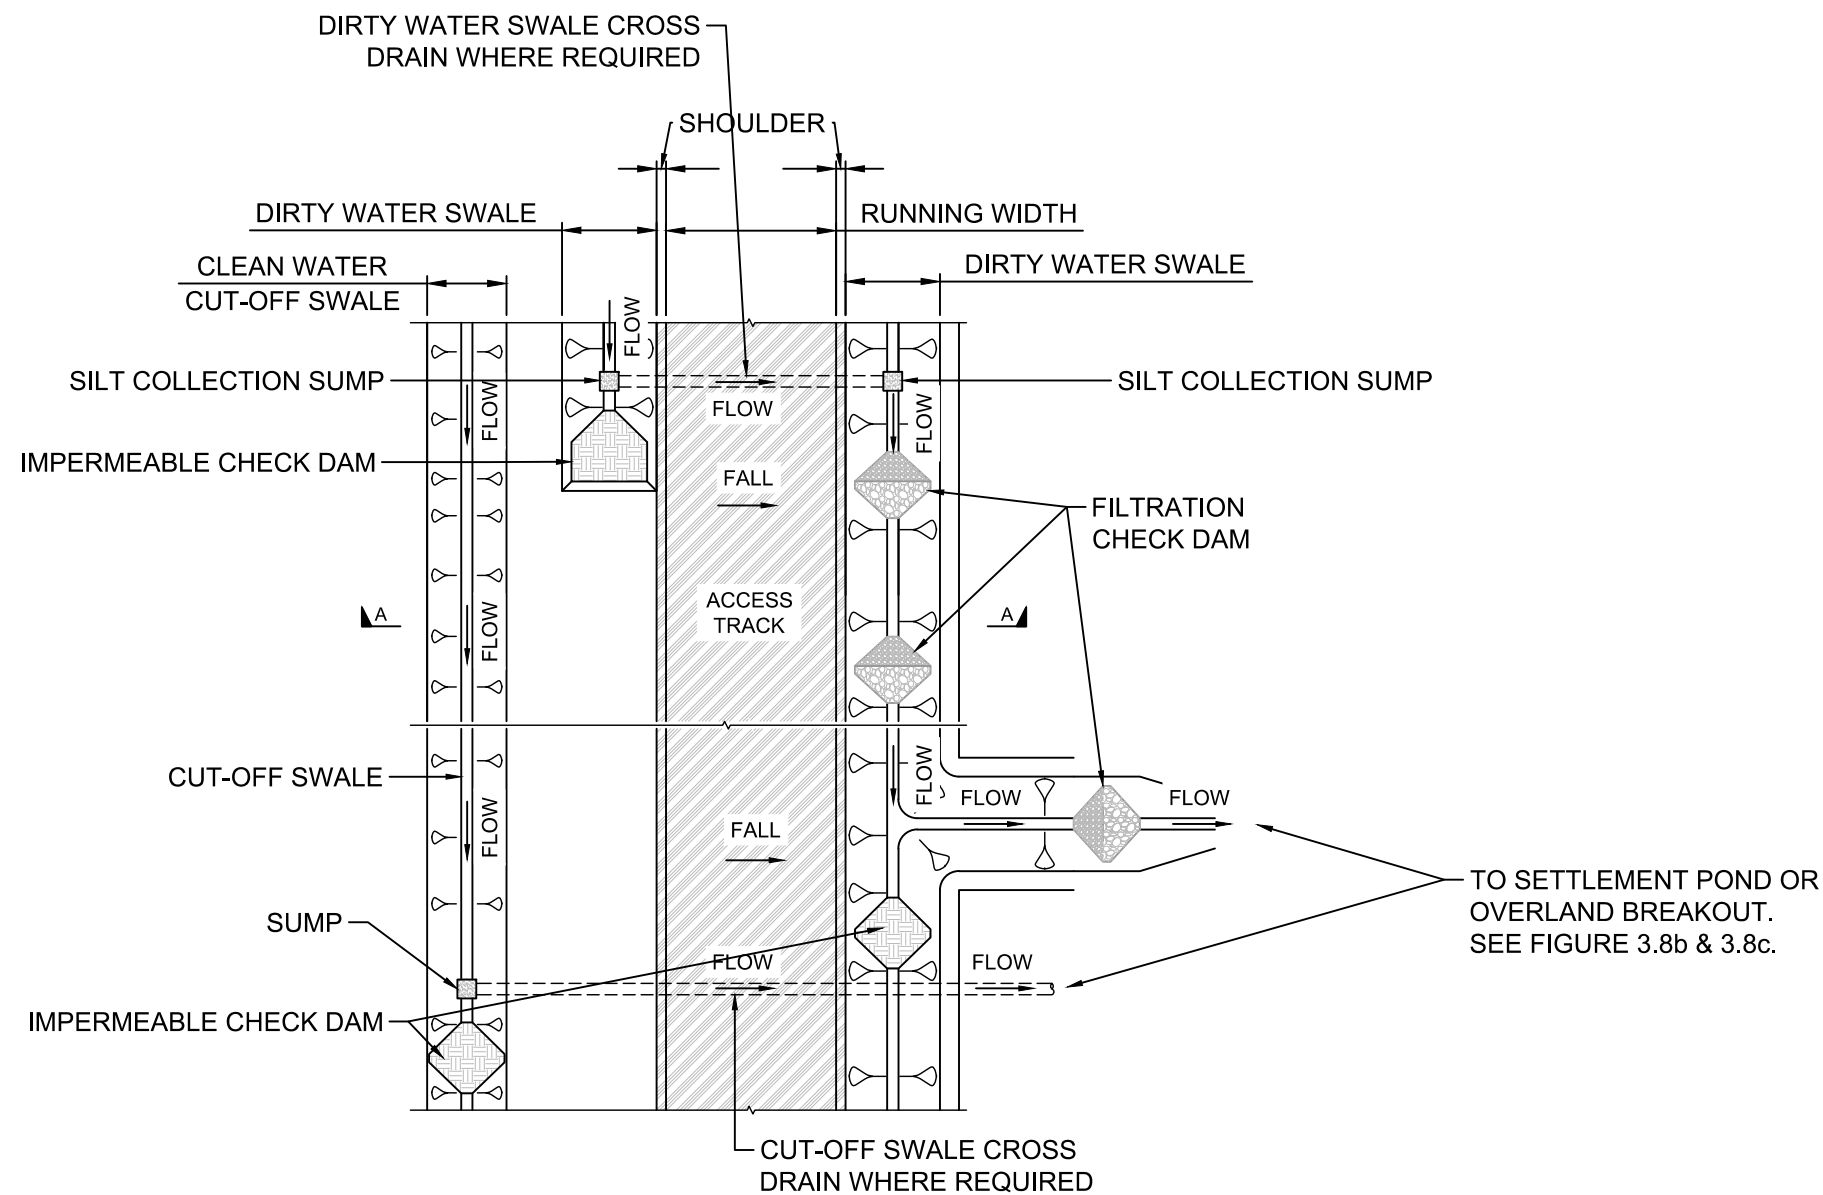 DIRTY WATER SWALE CROSS
DRAIN WHERE REQUIRED
SHOULDER
DIRTY WATER SWALE
RUNNING WIDTH
CLEAN WATER
CUT-OFF SWALE
DIRTY WATER SWALE
FLOW
SILT COLLECTION SUMP
SILT COLLECTION SUMP
FLOW
FLOW
FLOW
IMPERMEABLE CHECK DAM
FALL
FILTRATION
CHECK DAM
ACCESS
TRACK
A
A
FLOW
CUT-OFF SWALE
FLOW
FLOW
FLOW
FLOW
FALL
TO SETTLEMENT POND OR
OVERLAND BREAKOUT.
SEE FIGURE 3.8b & 3.8c.
SUMP
FLOW
FLOW
IMPERMEABLE CHECK DAM
CUT-OFF SWALE CROSS
DRAIN WHERE REQUIRED